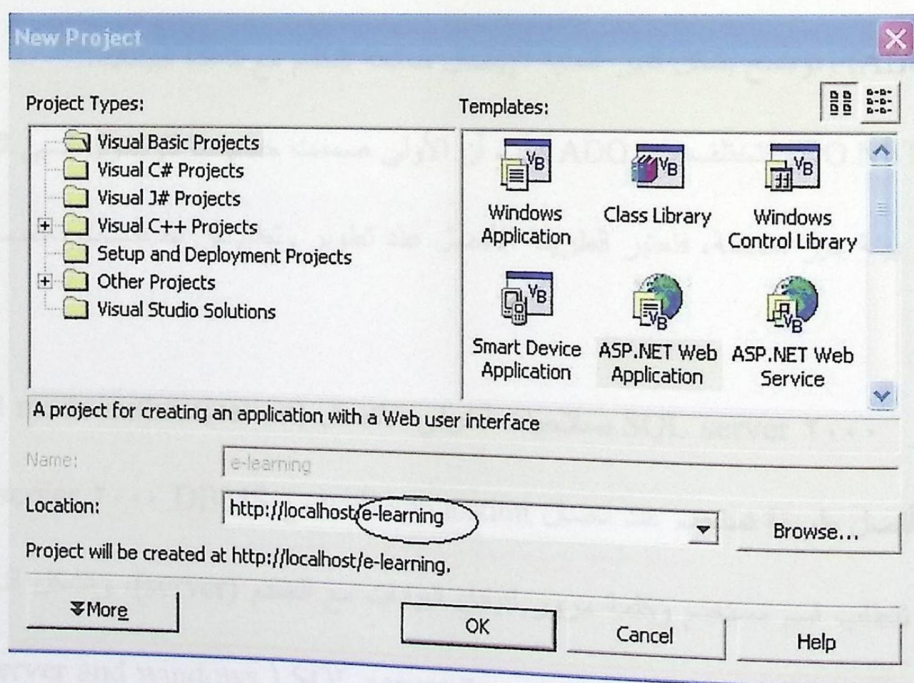 New Project
Project Types:
Templates:
Visual Basic Projects
Visual C# Projects
Visual J# Projects
Visual C++ Projects
Setup and Deployment Projects
Other Projects
Visual Studio Solutions
Windows Application
Class Library
Windows Control Library
Smart Device Application
ASP.NET Web Application
ASP.NET Web Service
A project for creating an application with a Web user interface
Name:
e-learning
Location:
http://localhost/e-learning
Browse...
Project will be created at http://localhost/e-learning.
More
OK
Cancel
Help